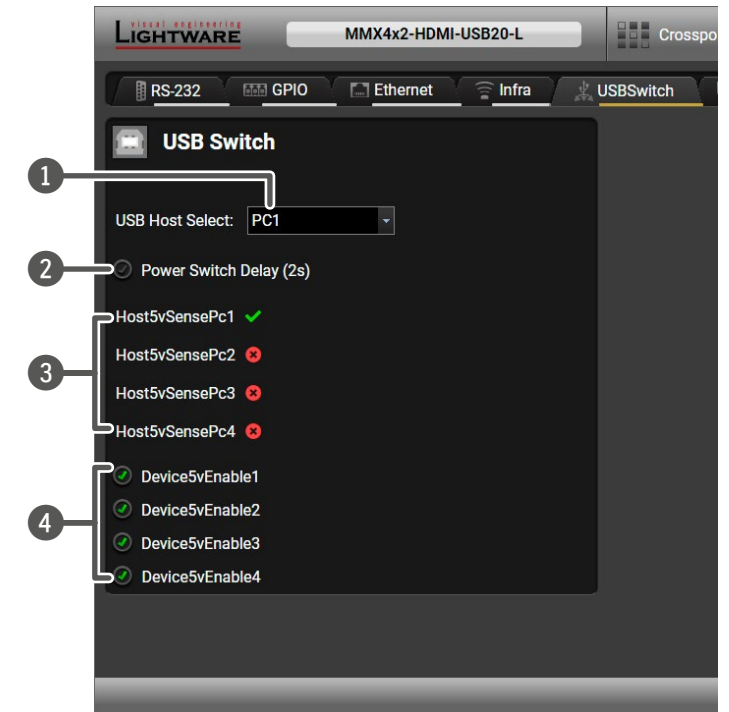 visual engineering
LIGHTWARE
MMX4x2-HDMI-USB20-L
Crosspo
RS-232
GPIO
Ethernet
Infra
USBSwitch
USB Switch
1
USB Host Select: PC1
2
Power Switch Delay (2s)
Host5vSensePc1
Host5vSensePc2
3
Host5vSensePc3
Host5vSensePc4
Device5vEnable1
Device5vEnable2
4
Device5vEnable3
Device5vEnable4